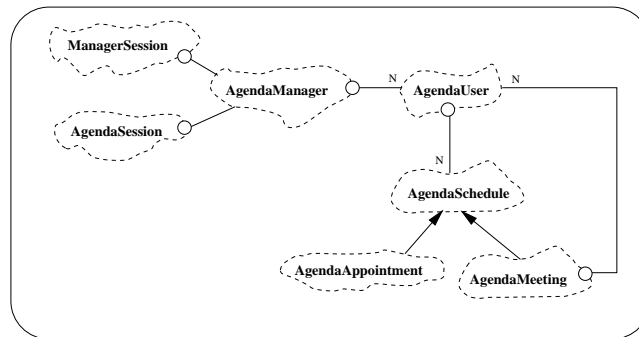 ManagerSession
AgendaManager
N
AgendaUser
N
AgendaSession
N
AgendaSchedule
AgendaAppointment
AgendaMeeting